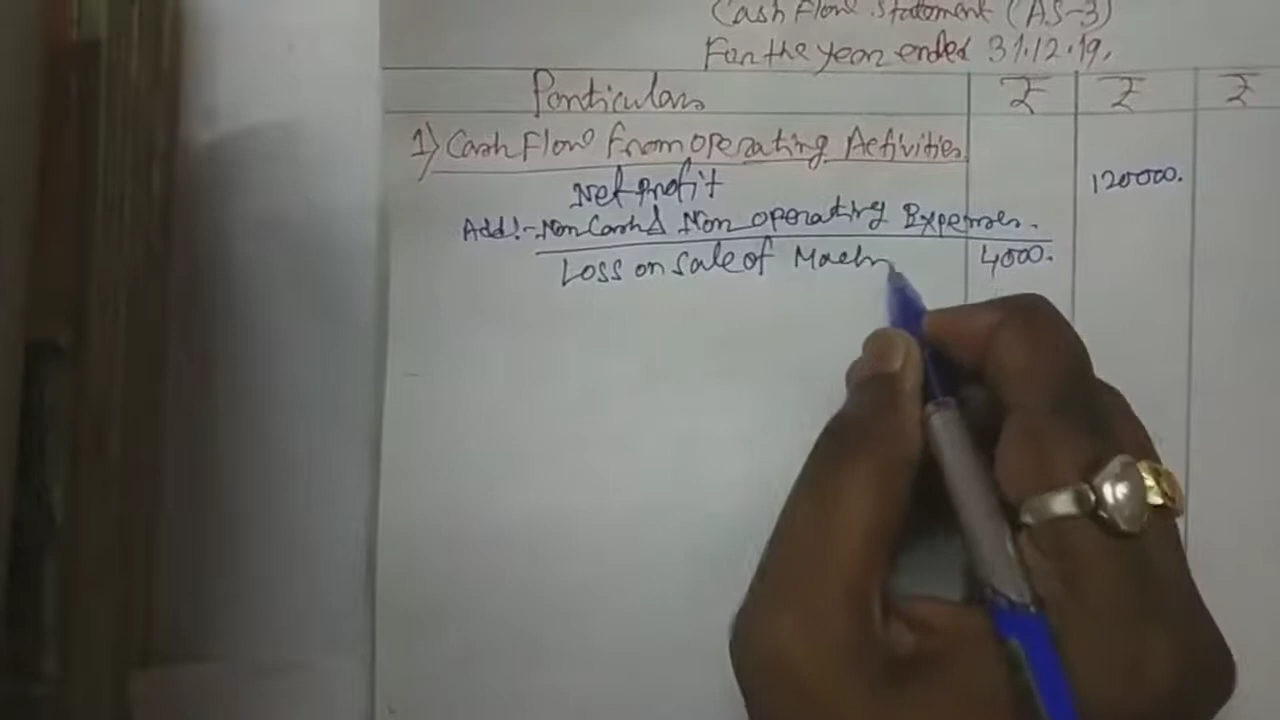 Cash Flow Statement (AS-3)
For the year ended 31.12.19.
Particulars ₹ ₹ ₹
1) Cash Flow From operating Activities
Net Profit 120000.
Add:- Non Cash & Non operating Expenses.
Loss on sale of Machn 4000.